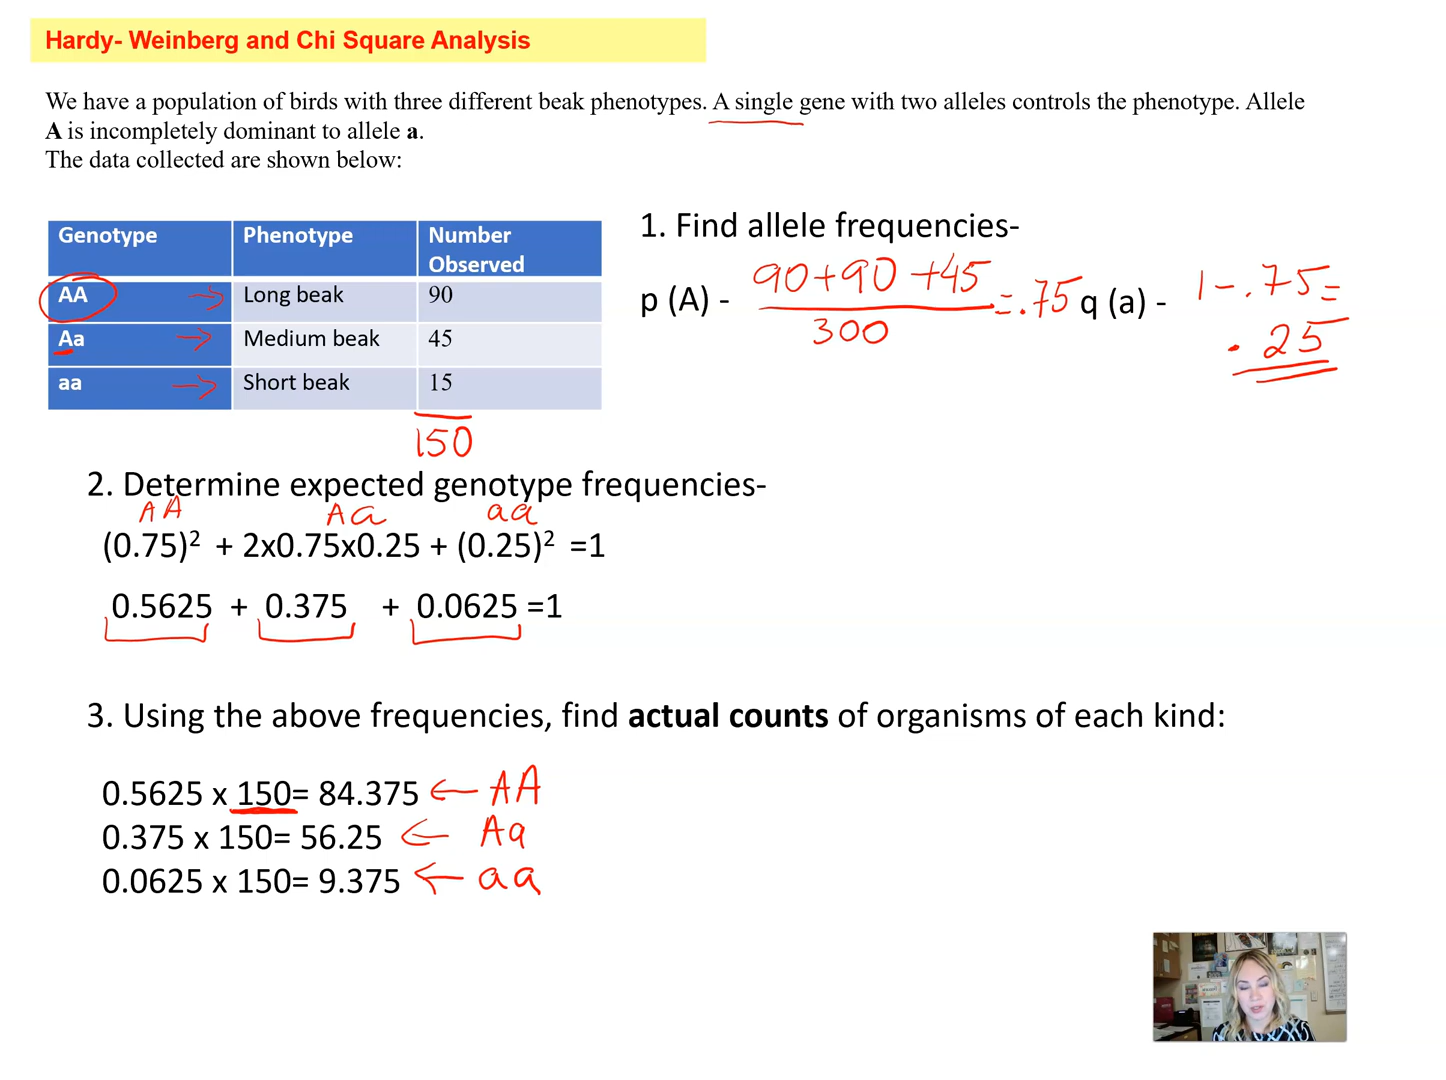 Hardy- Weinberg and Chi Square Analysis
We have a population of birds with three different beak phenotypes. A single gene with two alleles controls the phenotype. Allele
A is incompletely dominant to allele a.
The data collected are shown below:
Genotype Phenotype Number Observed
AA → Long beak 90
Aa → Medium beak 45
aa → Short beak 15
150
1. Find allele frequencies-
p (A) - 90+90+45 / 300 = .75 q (a) - 1-.75= .25
2. Determine expected genotype frequencies-
AA Aa aa
(0.75)² + 2x0.75x0.25 + (0.25)² =1
0.5625 + 0.375 + 0.0625 =1
3. Using the above frequencies, find actual counts of organisms of each kind:
0.5625 x 150= 84.375 ← AA
0.375 x 150= 56.25 ← Aa
0.0625 x 150= 9.375 ← aa